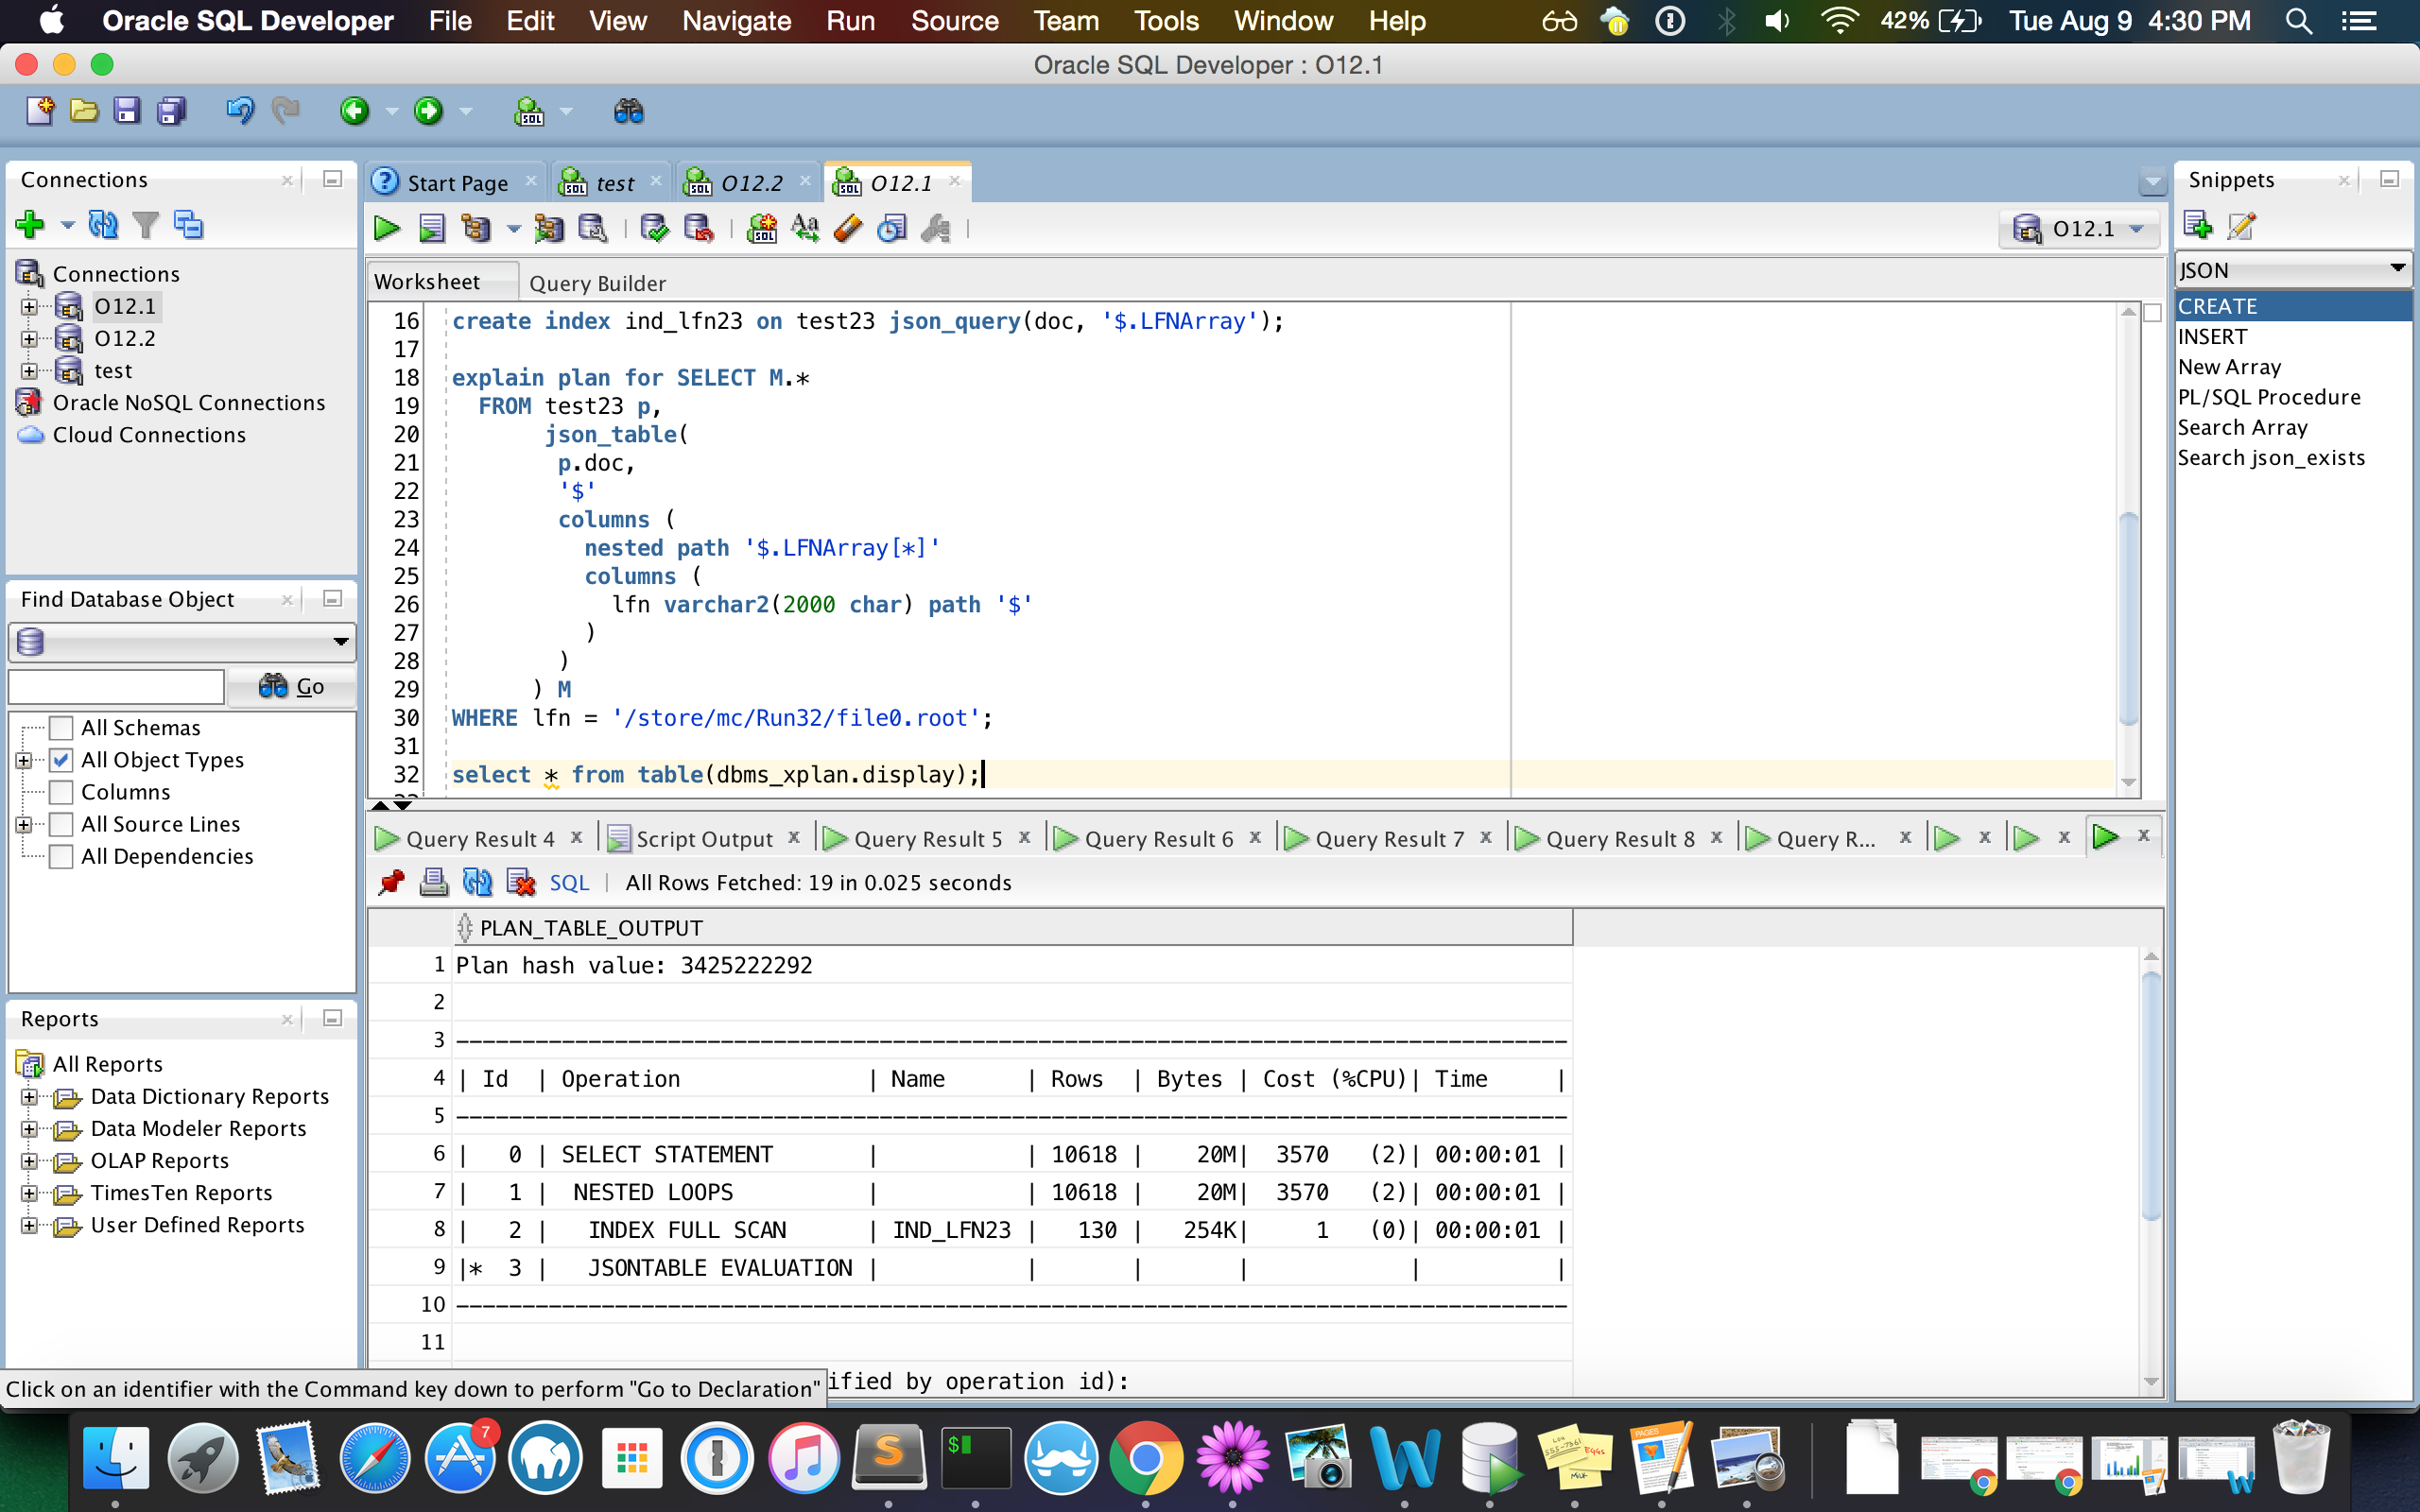 Oracle SQL Developer File Edit View Navigate Run Source Team Tools Window Help 42% Tue Aug 9 4:30 PM
Oracle SQL Developer : O12.1
Connections
Connections
O12.1
O12.2
test
Oracle NoSQL Connections
Cloud Connections
Find Database Object
Go
All Schemas
All Object Types
Columns
All Source Lines
All Dependencies
Reports
All Reports
Data Dictionary Reports
Data Modeler Reports
OLAP Reports
TimesTen Reports
User Defined Reports
Start Page test O12.2 O12.1
O12.1
Worksheet Query Builder
16 create index ind_lfn23 on test23 json_query(doc, '$.LFNArray');
17
18 explain plan for SELECT M.*
19 FROM test23 p,
20 json_table(
21 p.doc,
22 '$'
23 columns (
24 nested path '$.LFNArray[*]'
25 columns (
26 lfn varchar2(2000 char) path '$'
27 )
28 )
29 ) M
30 WHERE lfn = '/store/mc/Run32/file0.root';
31
32 select * from table(dbms_xplan.display);
Query Result 4 Script Output Query Result 5 Query Result 6 Query Result 7 Query Result 8 Query R...
SQL | All Rows Fetched: 19 in 0.025 seconds
PLAN_TABLE_OUTPUT
1 Plan hash value: 3425222292
2
3 ------------------------------------------------------------------------------------
4 | Id | Operation | Name | Rows | Bytes | Cost (%CPU)| Time |
5 ------------------------------------------------------------------------------------
6 | 0 | SELECT STATEMENT | | 10618 | 20M| 3570 (2)| 00:00:01 |
7 | 1 | NESTED LOOPS | | 10618 | 20M| 3570 (2)| 00:00:01 |
8 | 2 | INDEX FULL SCAN | IND_LFN23 | 130 | 254K| 1 (0)| 00:00:01 |
9 |* 3 | JSONTABLE EVALUATION | | | | | |
10 ------------------------------------------------------------------------------------
11
ified by operation id):
Click on an identifier with the Command key down to perform "Go to Declaration"
Snippets
JSON
CREATE
INSERT
New Array
PL/SQL Procedure
Search Array
Search json_exists
7